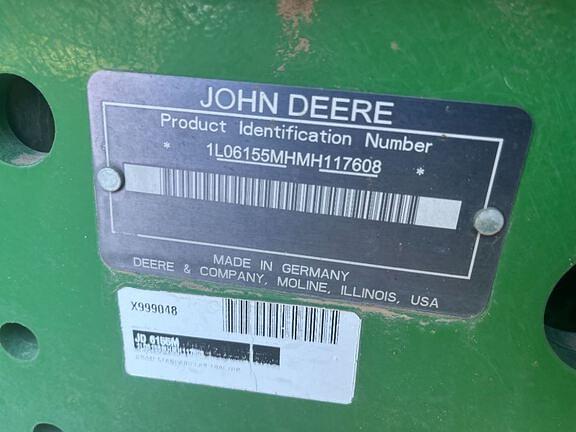 JOHN DEERE
Product Identification Number
* 1L06155MHMH117608 *
MADE IN GERMANY
DEERE & COMPANY, MOLINE, ILLINOIS, USA
X999048
JD 6155M